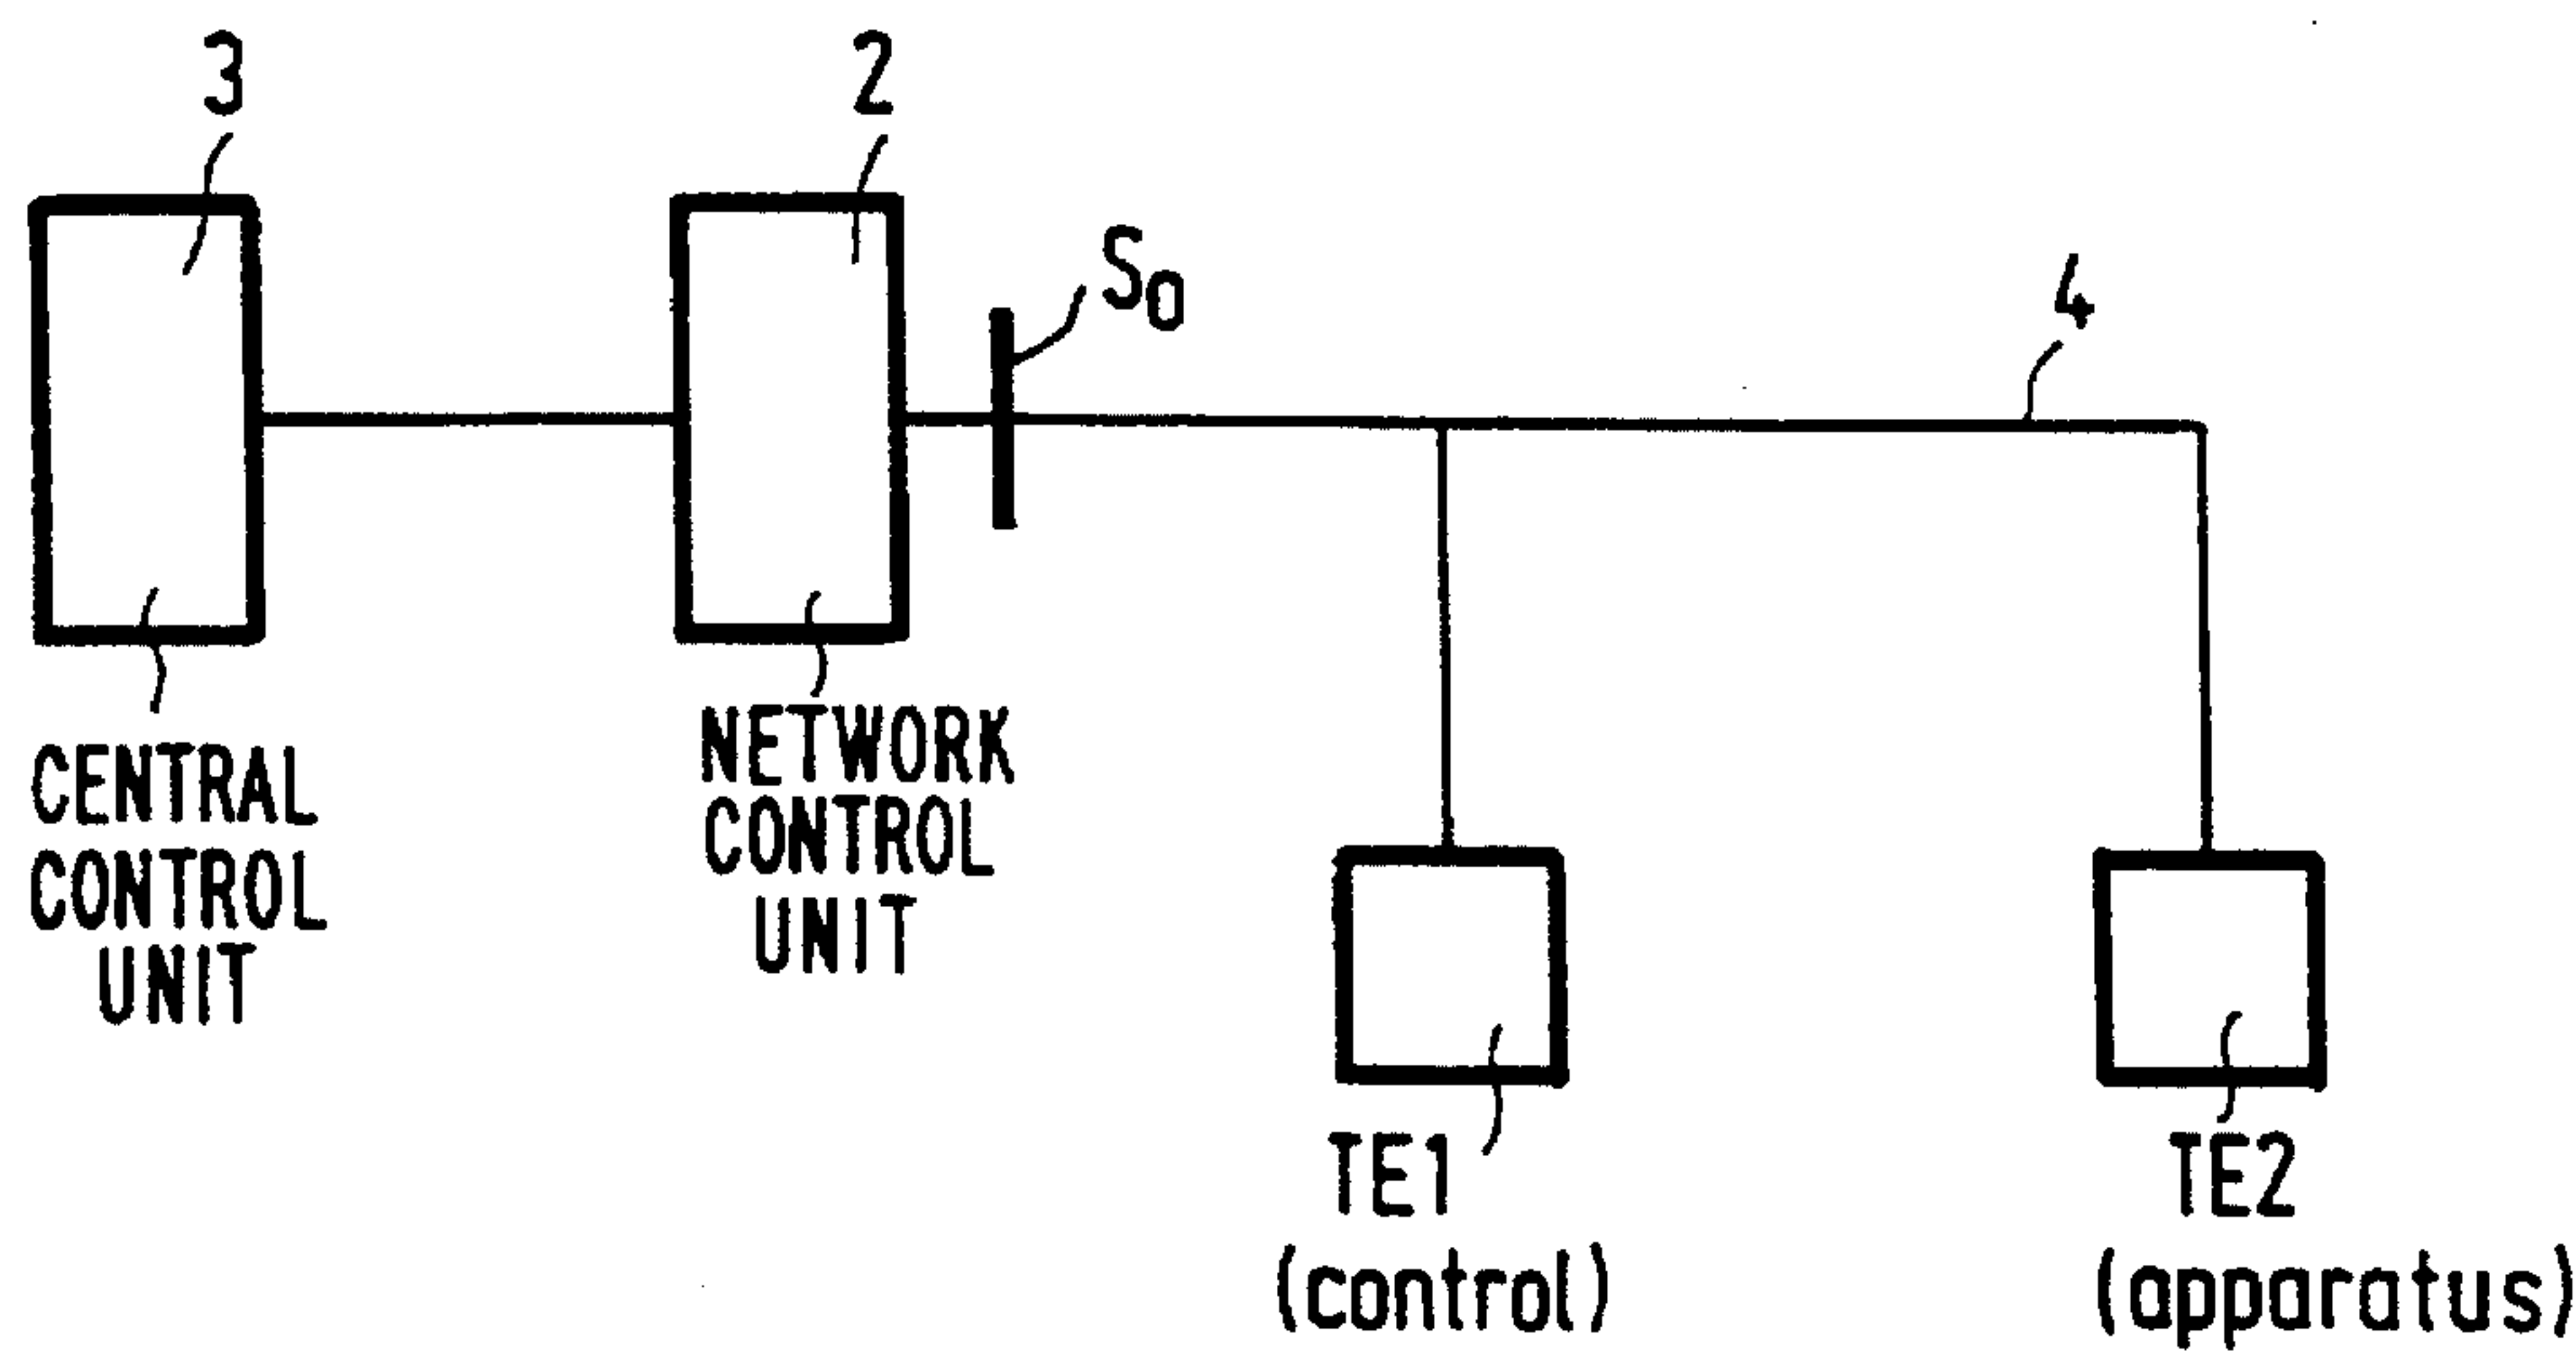 3
2
S0
4
CENTRAL
CONTROL
UNIT
NETWORK
CONTROL
UNIT
TE1
(control)
TE2
(apparatus)